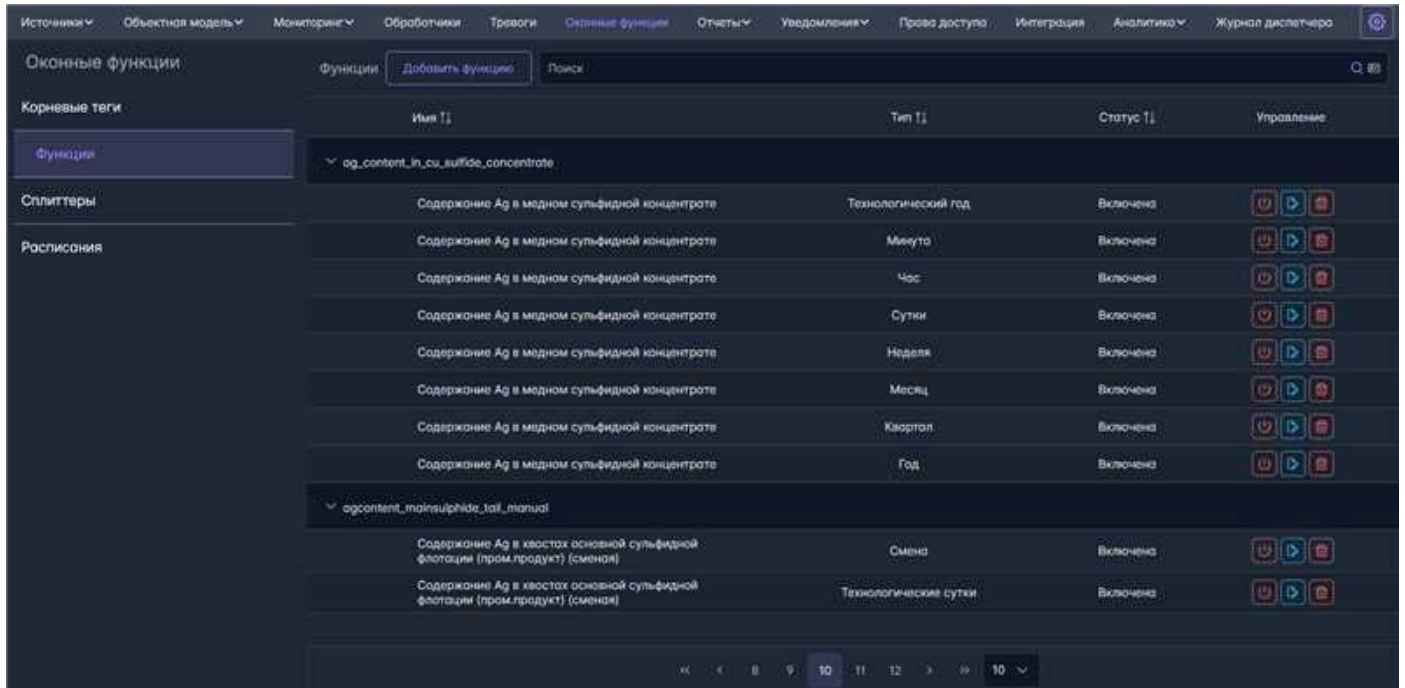 Источники Объектная модель Мониторинг Обработчики Тревоги Оконные функции Отчеты Уведомления Права доступа Интеграция Аналитика Журнал диспетчера
Оконные функции
Функции Добавить функцию Поиск
Корневые теги
Функции
Сплиттеры
Расписания
Имя Тип Статус Управление
ag_content_in_cu_sulfide_concentrate
Содержание Ag в медном сульфидной концентрате Технологический год Включена
Содержание Ag в медном сульфидной концентрате Минута Включена
Содержание Ag в медном сульфидной концентрате Час Включена
Содержание Ag в медном сульфидной концентрате Сутки Включена
Содержание Ag в медном сульфидной концентрате Неделя Включена
Содержание Ag в медном сульфидной концентрате Месяц Включена
Содержание Ag в медном сульфидной концентрате Квартал Включена
Содержание Ag в медном сульфидной концентрате Год Включена
agcontent_mainsulphide_tail_manual
Содержание Ag в хвостах основной сульфидной
флотации (пром.продукт) (сменая) Смена Включена
Содержание Ag в хвостах основной сульфидной
флотации (пром.продукт) (сменая) Технологические сутки Включена
« ‹ 8 9 10 11 12 › » 10